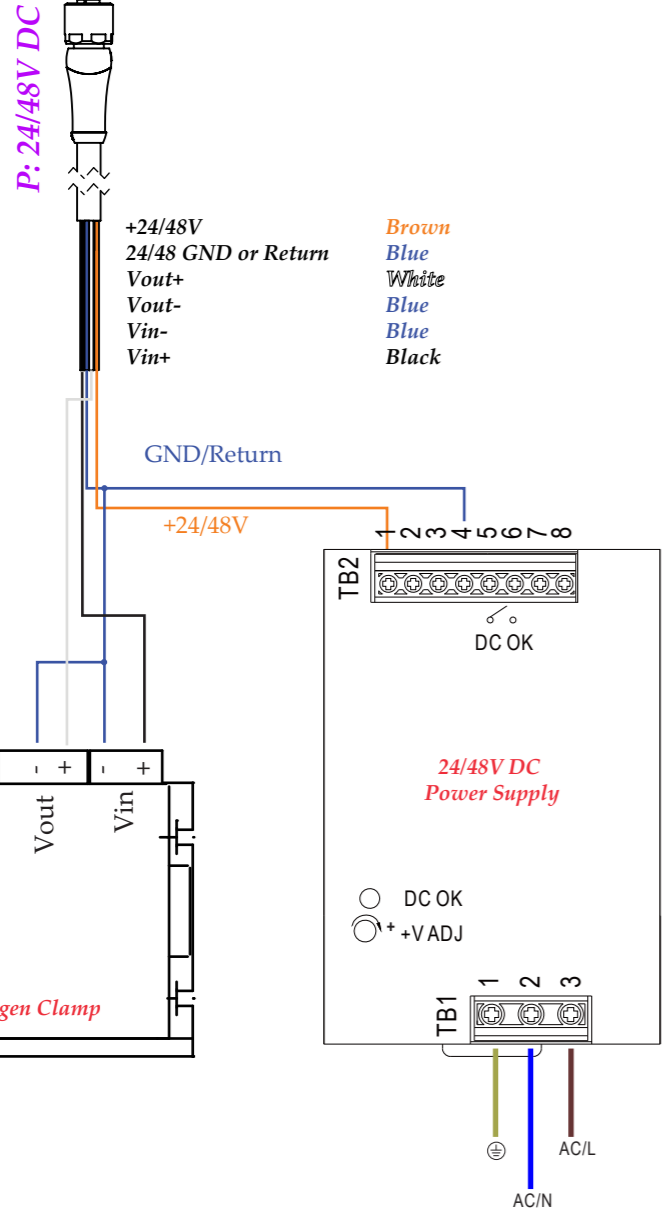 P: 24/48V DC
+24/48V Brown
24/48 GND or Return Blue
Vout+ White
Vout- Blue
Vin- Blue
Vin+ Black
GND/Return
+24/48V
1 2 3 4 5 6 7 8
TB2
DC OK
24/48V DC
Power Supply
- + - +
Vout Vin
DC OK
+ +V ADJ
gen Clamp
TB1
1 2 3
AC/L
AC/N